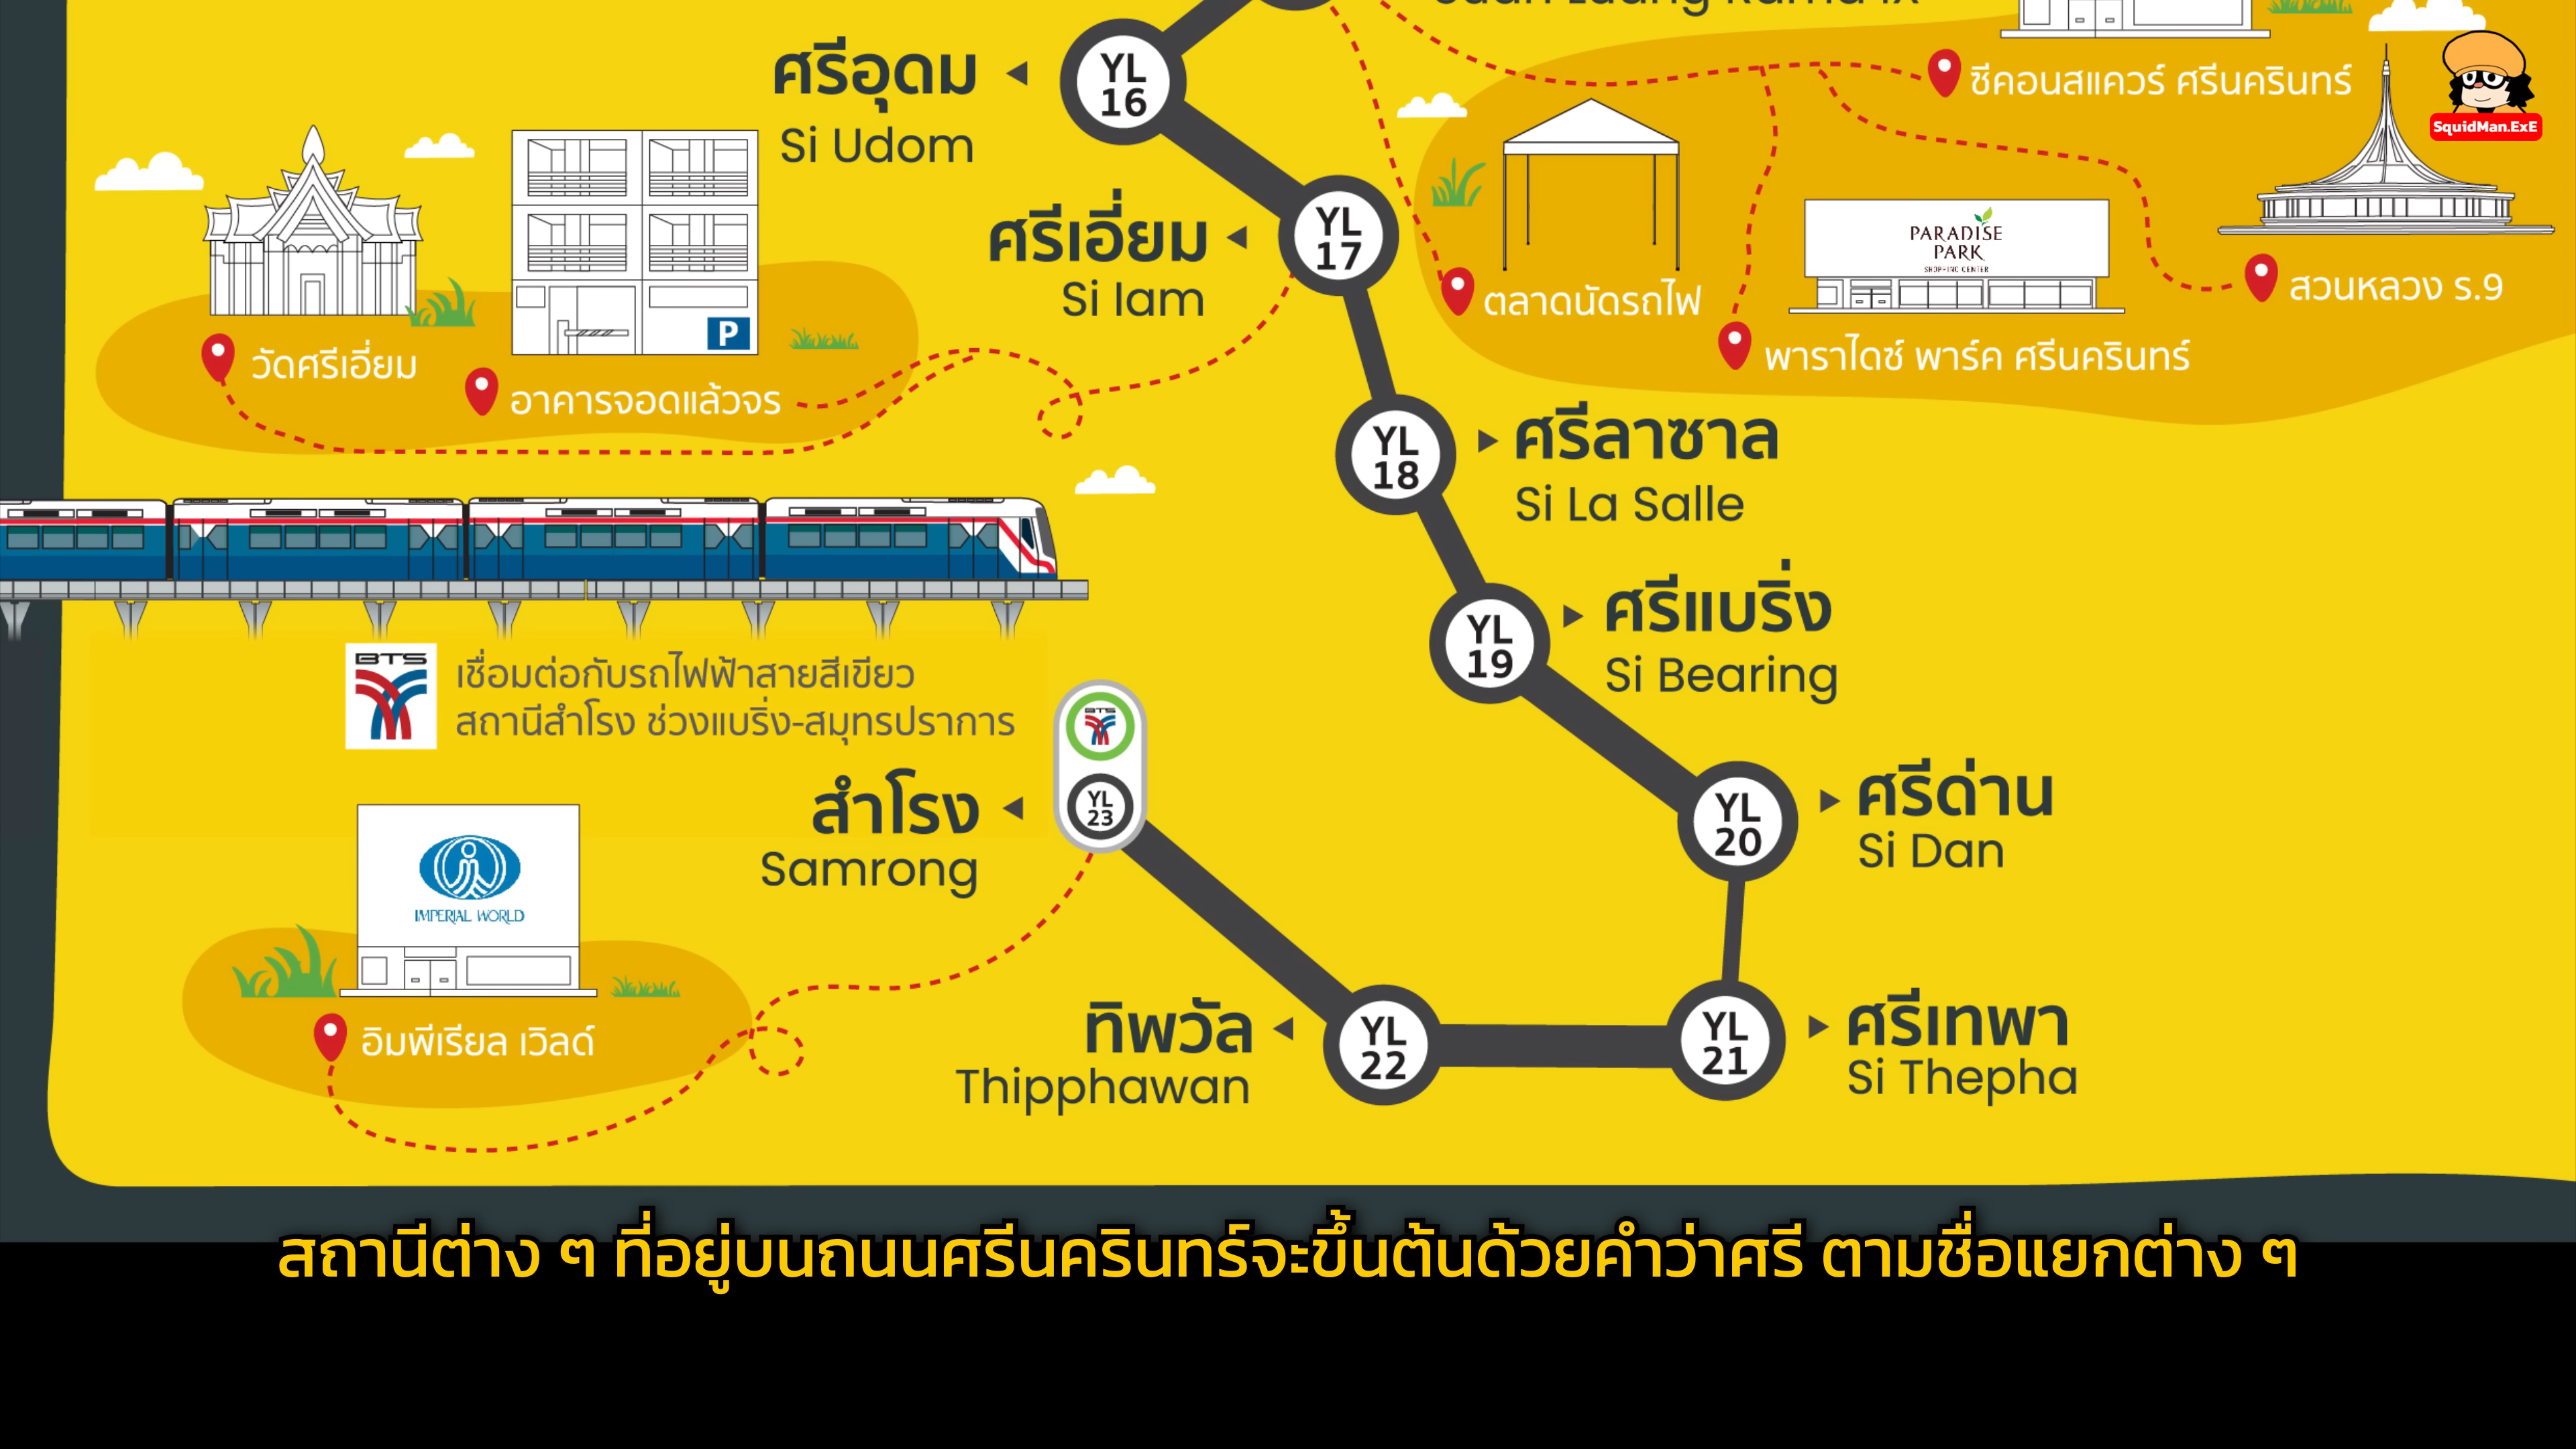 Suan Luang Rama IX
ศรีอุดม
Si Udom
YL
16
ซีคอนสแควร์ ศรีนครินทร์
SquidMan.ExE
ศรีเอี่ยม
Si Iam
YL
17
PARADISE
PARK
SHOPPING CENTER
ตลาดนัดรถไฟ
สวนหลวง ร.9
พาราไดซ์ พาร์ค ศรีนครินทร์
P
วัดศรีเอี่ยม
อาคารจอดแล้วจร
YL
18
ศรีลาซาล
Si La Salle
YL
19
ศรีแบริ่ง
Si Bearing
BTS
เชื่อมต่อกับรถไฟฟ้าสายสีเขียว
สถานีสำโรง ช่วงแบริ่ง-สมุทรปราการ
BTS
YL
23
สำโรง
Samrong
YL
20
ศรีด่าน
Si Dan
IMPERIAL WORLD
อิมพีเรียล เวิลด์
ทิพวัล
Thipphawan
YL
22
YL
21
ศรีเทพา
Si Thepha
สถานีต่าง ๆ ที่อยู่บนถนนศรีนครินทร์จะขึ้นต้นด้วยคำว่าศรี ตามชื่อแยกต่าง ๆ